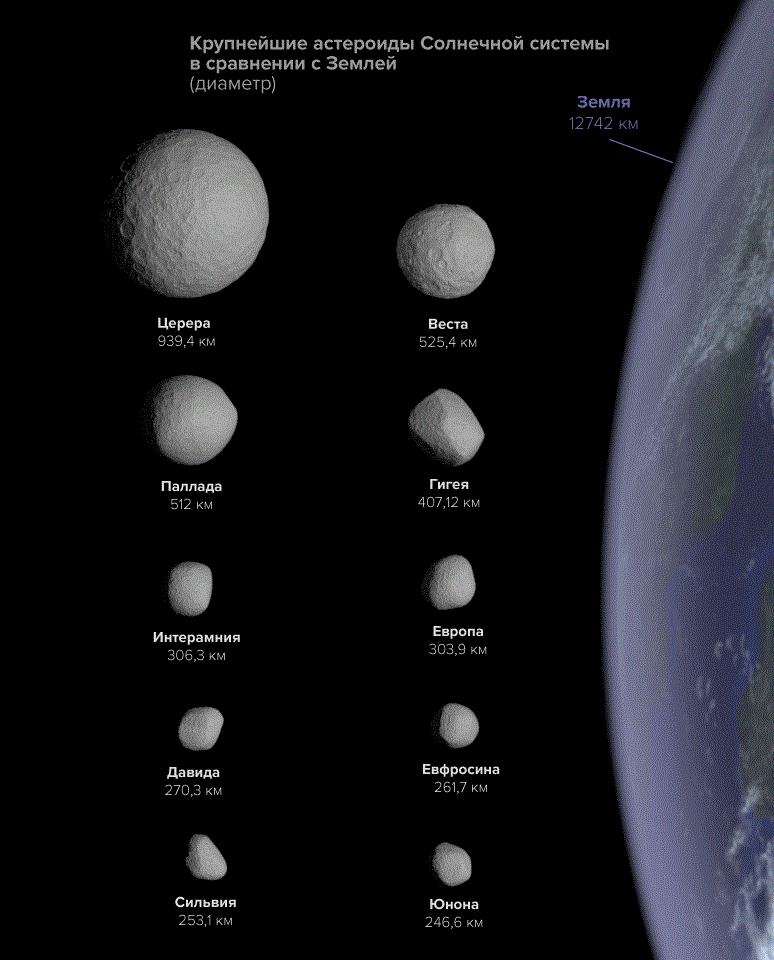 Крупнейшие астероиды Солнечной системы
в сравнении с Землей
(диаметр)
Земля
12742 км
Церера
939,4 км
Веста
525,4 км
Паллада
512 км
Гигея
407,12 км
Интерамния
306,3 км
Европа
303,9 км
Давида
270,3 км
Евфросина
261,7 км
Сильвия
253,1 км
Юнона
246,6 км